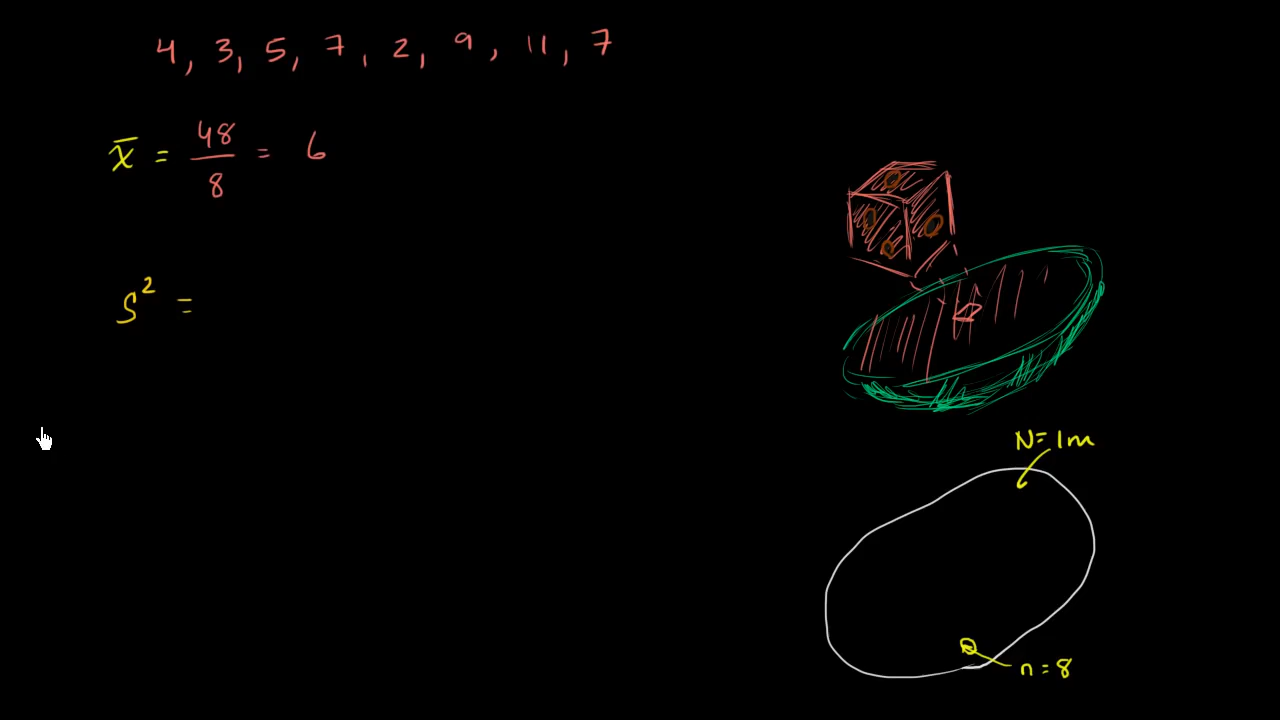 4, 3, 5, 7, 2, 9, 11, 7
x̄ = 48/8 = 6
S² =
N=1m
n=8